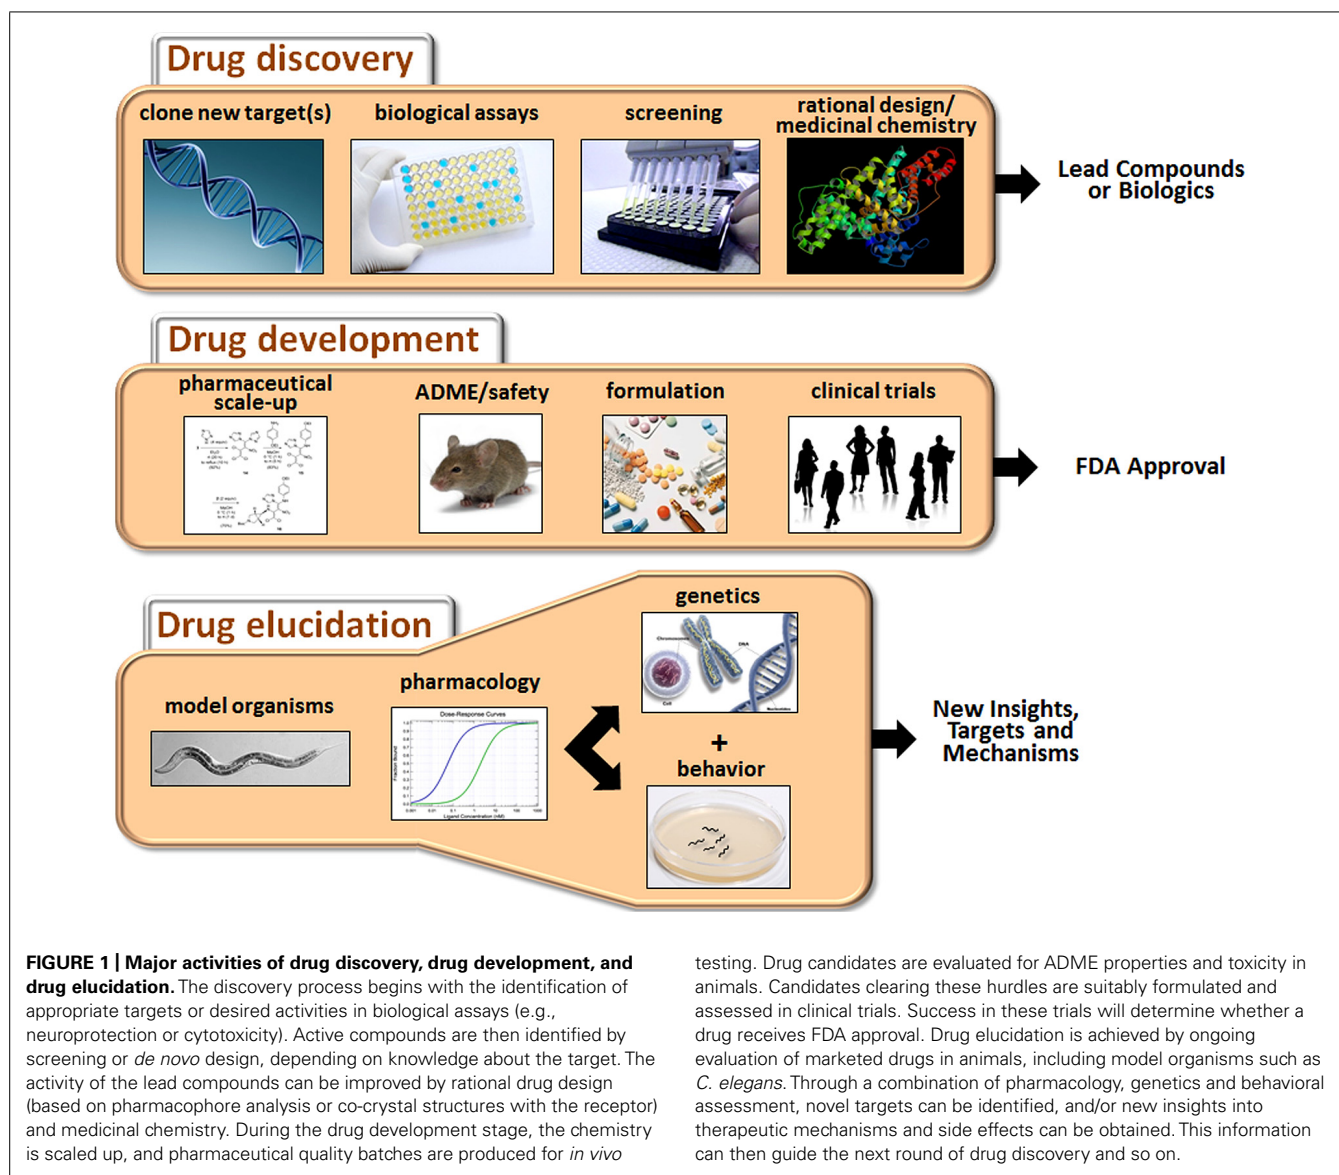 Drug discovery
clone new target(s)
biological assays
screening
rational design/
medicinal chemistry
Lead Compounds
or Biologics
Drug development
pharmaceutical
scale-up
ADME/safety
formulation
clinical trials
FDA Approval
Drug elucidation
model organisms
pharmacology
Dose-Response Curves
Fraction Bound
Ligand Concentration (nM)
genetics
Chromosome
DNA
Cell
Nucleotides
+
behavior
New Insights,
Targets and
Mechanisms
FIGURE 1 | Major activities of drug discovery, drug development, and
drug elucidation. The discovery process begins with the identification of
appropriate targets or desired activities in biological assays (e.g.,
neuroprotection or cytotoxicity). Active compounds are then identified by
screening or de novo design, depending on knowledge about the target. The
activity of the lead compounds can be improved by rational drug design
(based on pharmacophore analysis or co-crystal structures with the receptor)
and medicinal chemistry. During the drug development stage, the chemistry
is scaled up, and pharmaceutical quality batches are produced for in vivo
testing. Drug candidates are evaluated for ADME properties and toxicity in
animals. Candidates clearing these hurdles are suitably formulated and
assessed in clinical trials. Success in these trials will determine whether a
drug receives FDA approval. Drug elucidation is achieved by ongoing
evaluation of marketed drugs in animals, including model organisms such as
C. elegans. Through a combination of pharmacology, genetics and behavioral
assessment, novel targets can be identified, and/or new insights into
therapeutic mechanisms and side effects can be obtained. This information
can then guide the next round of drug discovery and so on.